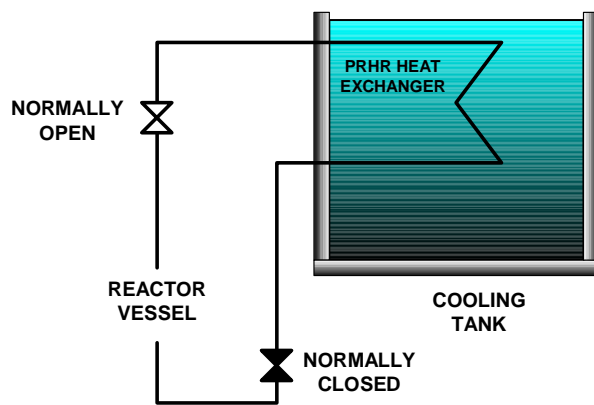 PRHR HEAT
EXCHANGER
NORMALLY
OPEN
REACTOR
VESSEL
COOLING
TANK
NORMALLY
CLOSED